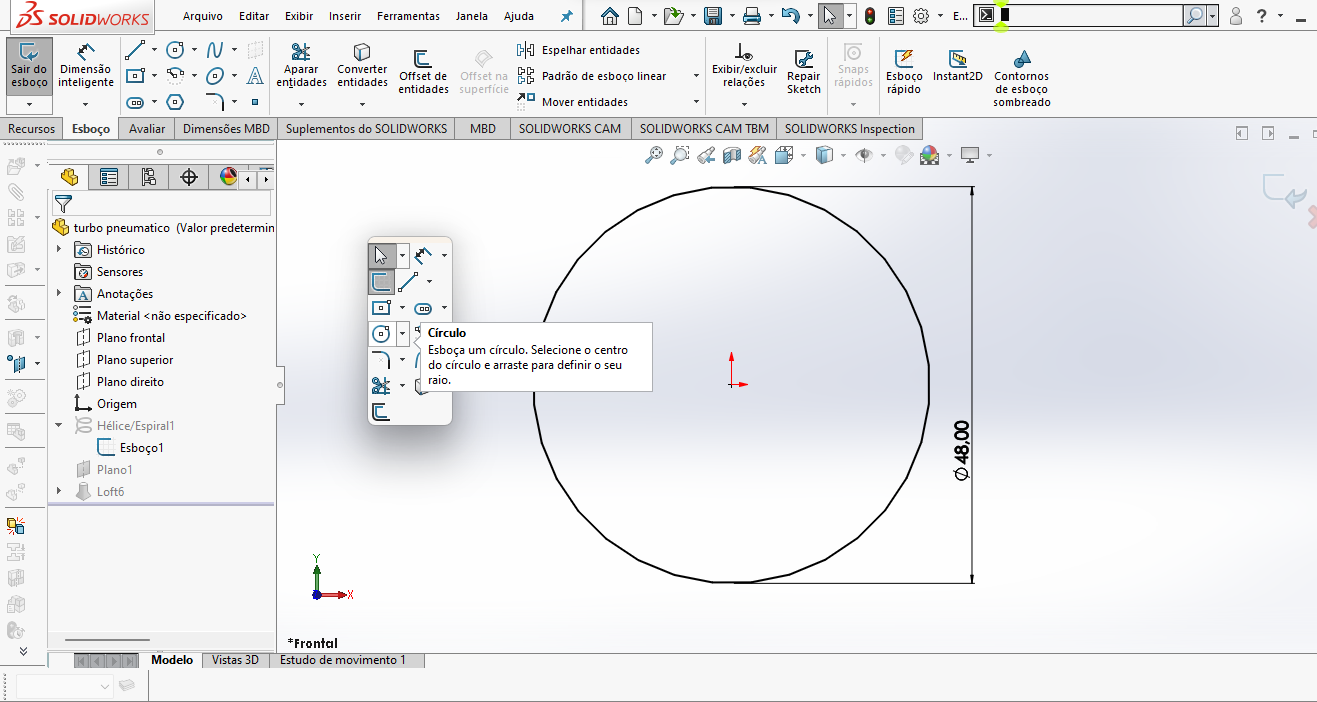 SOLIDWORKS
Arquivo Editar Exibir Inserir Ferramentas Janela Ajuda
E...
?
Sair do esboço
Dimensão inteligente
Aparar entidades
Converter entidades
Offset de entidades
Offset na superfície
Espelhar entidades
Padrão de esboço linear
Mover entidades
Exibir/excluir relações
Repair Sketch
Snaps rápidos
Esboço rápido
Instant2D
Contornos de esboço sombreado
Recursos Esboço Avaliar Dimensões MBD Suplementos do SOLIDWORKS MBD SOLIDWORKS CAM SOLIDWORKS CAM TBM SOLIDWORKS Inspection
turbo pneumatico (Valor predetermin
Histórico
Sensores
Anotações
Material <não especificado>
Plano frontal
Plano superior
Plano direito
Origem
Hélice/Espiral1
Esboço1
Plano1
Loft6
Círculo
Esboça um círculo. Selecione o centro
do círculo e arraste para definir o seu
raio.
⌀48,00
Y
X
*Frontal
Modelo Vistas 3D Estudo de movimento 1